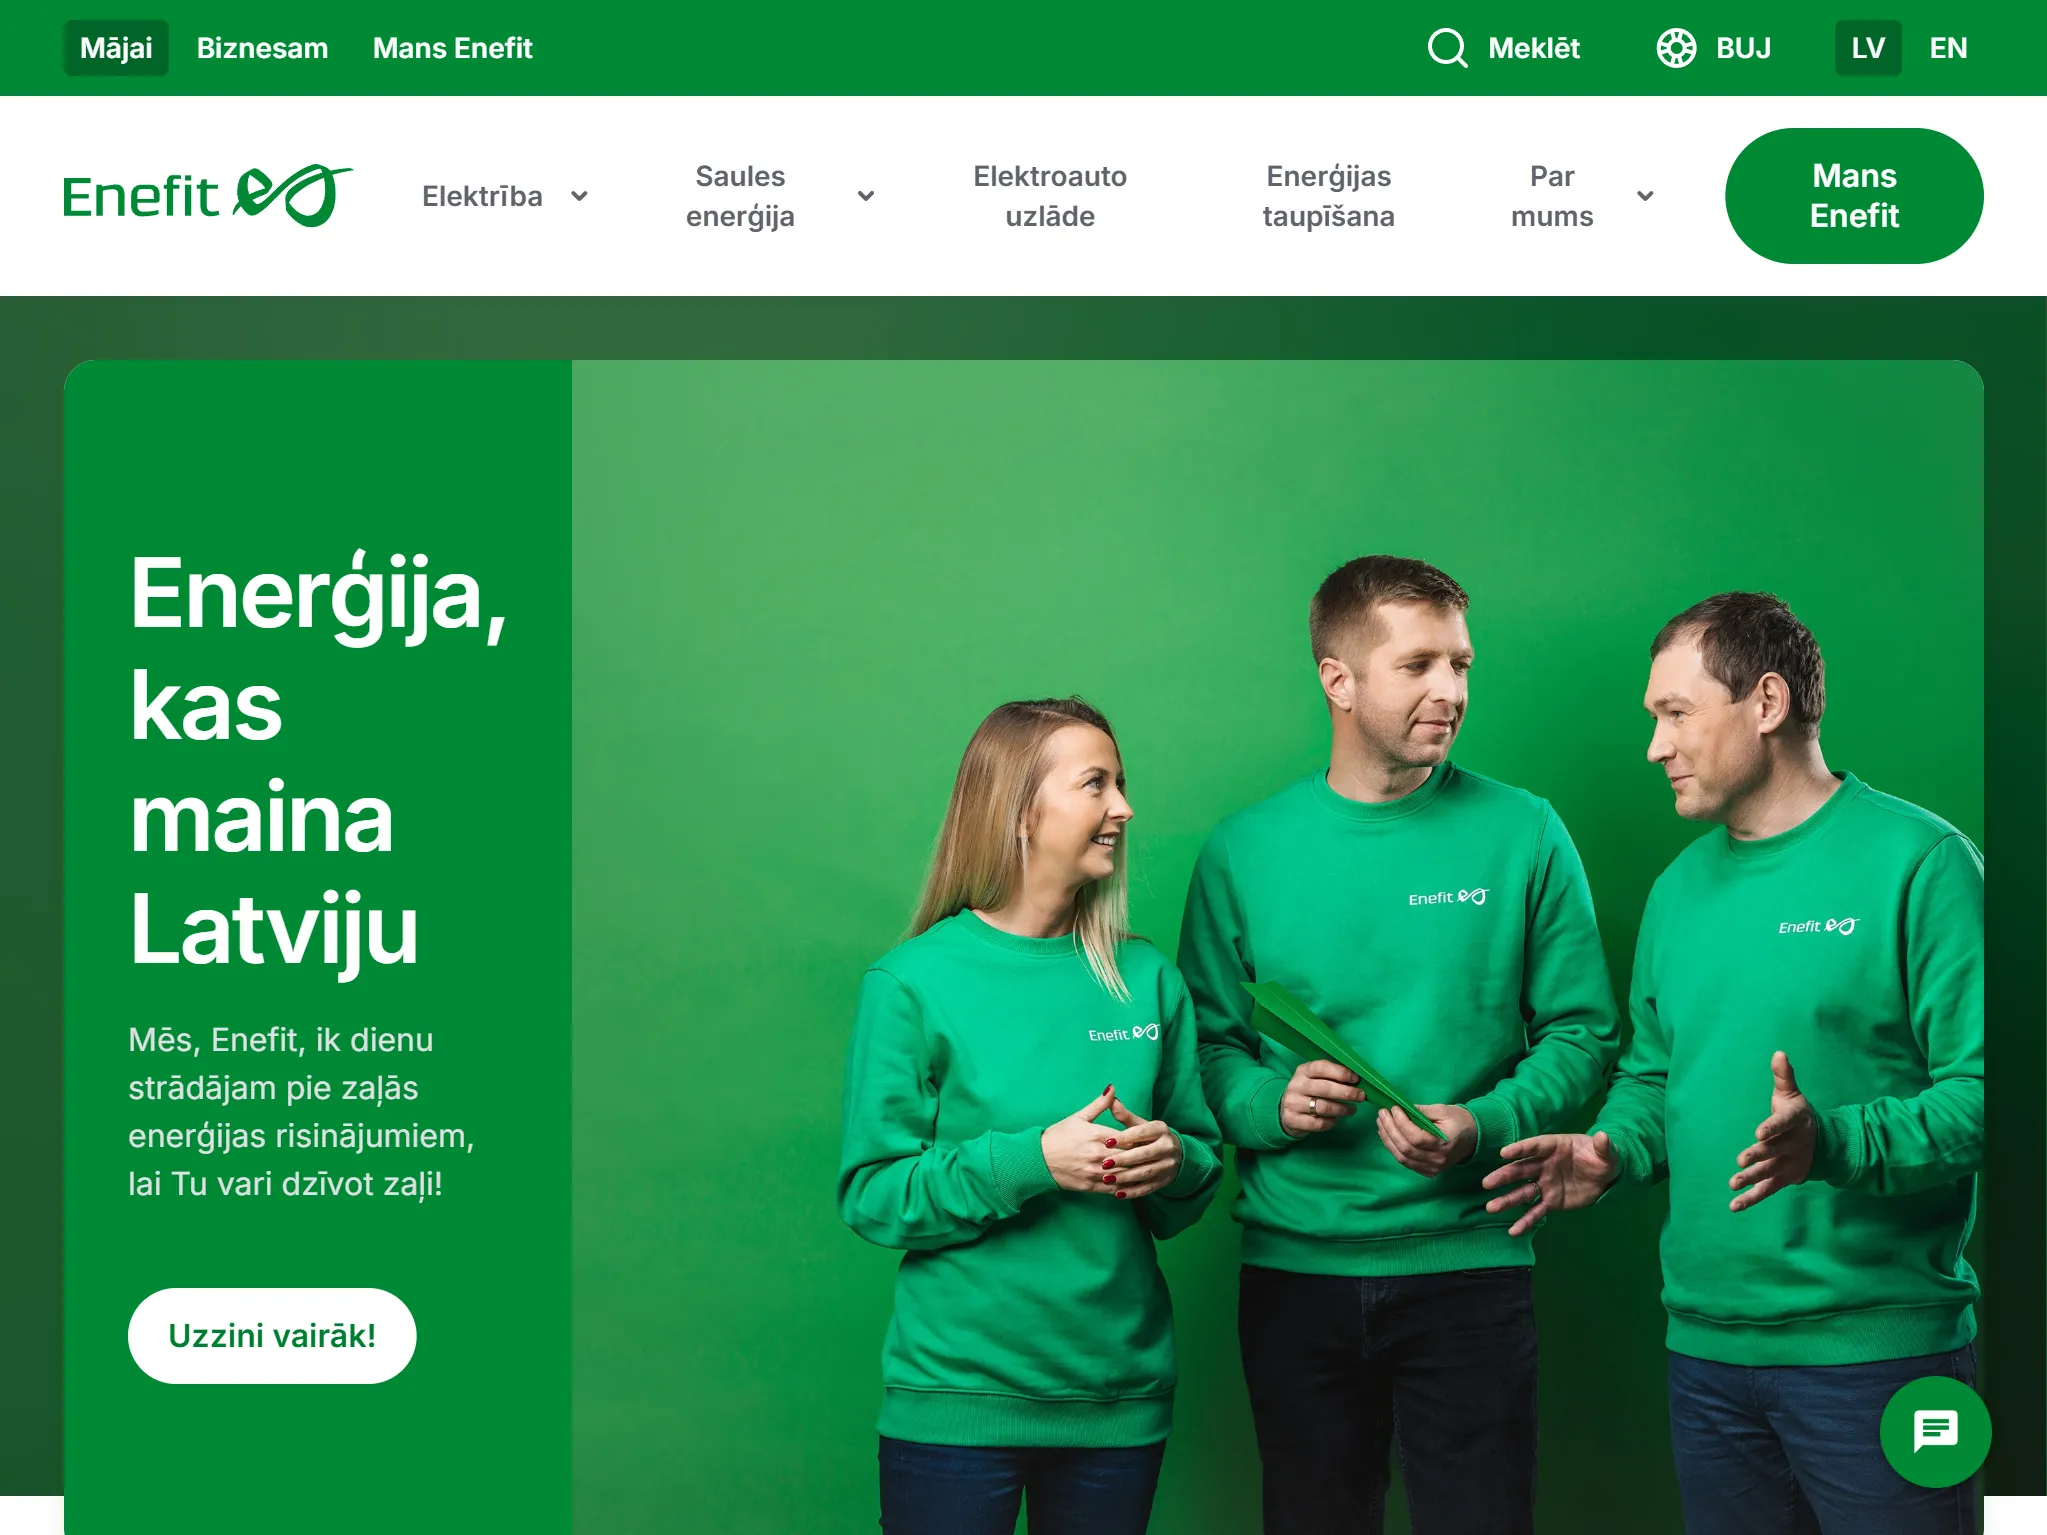 Mājai Biznesam Mans Enefit Meklēt BUJ LV EN
Enefit
Elektrība
Saules
enerģija
Elektroauto
uzlāde
Enerģijas
taupīšana
Par
mums
Mans
Enefit
Enerģija,
kas
maina
Latviju
Mēs, Enefit, ik dienu
strādājam pie zaļās
enerģijas risinājumiem,
lai Tu vari dzīvot zaļi!
Uzzini vairāk!
Enefit
Enefit
Enefit